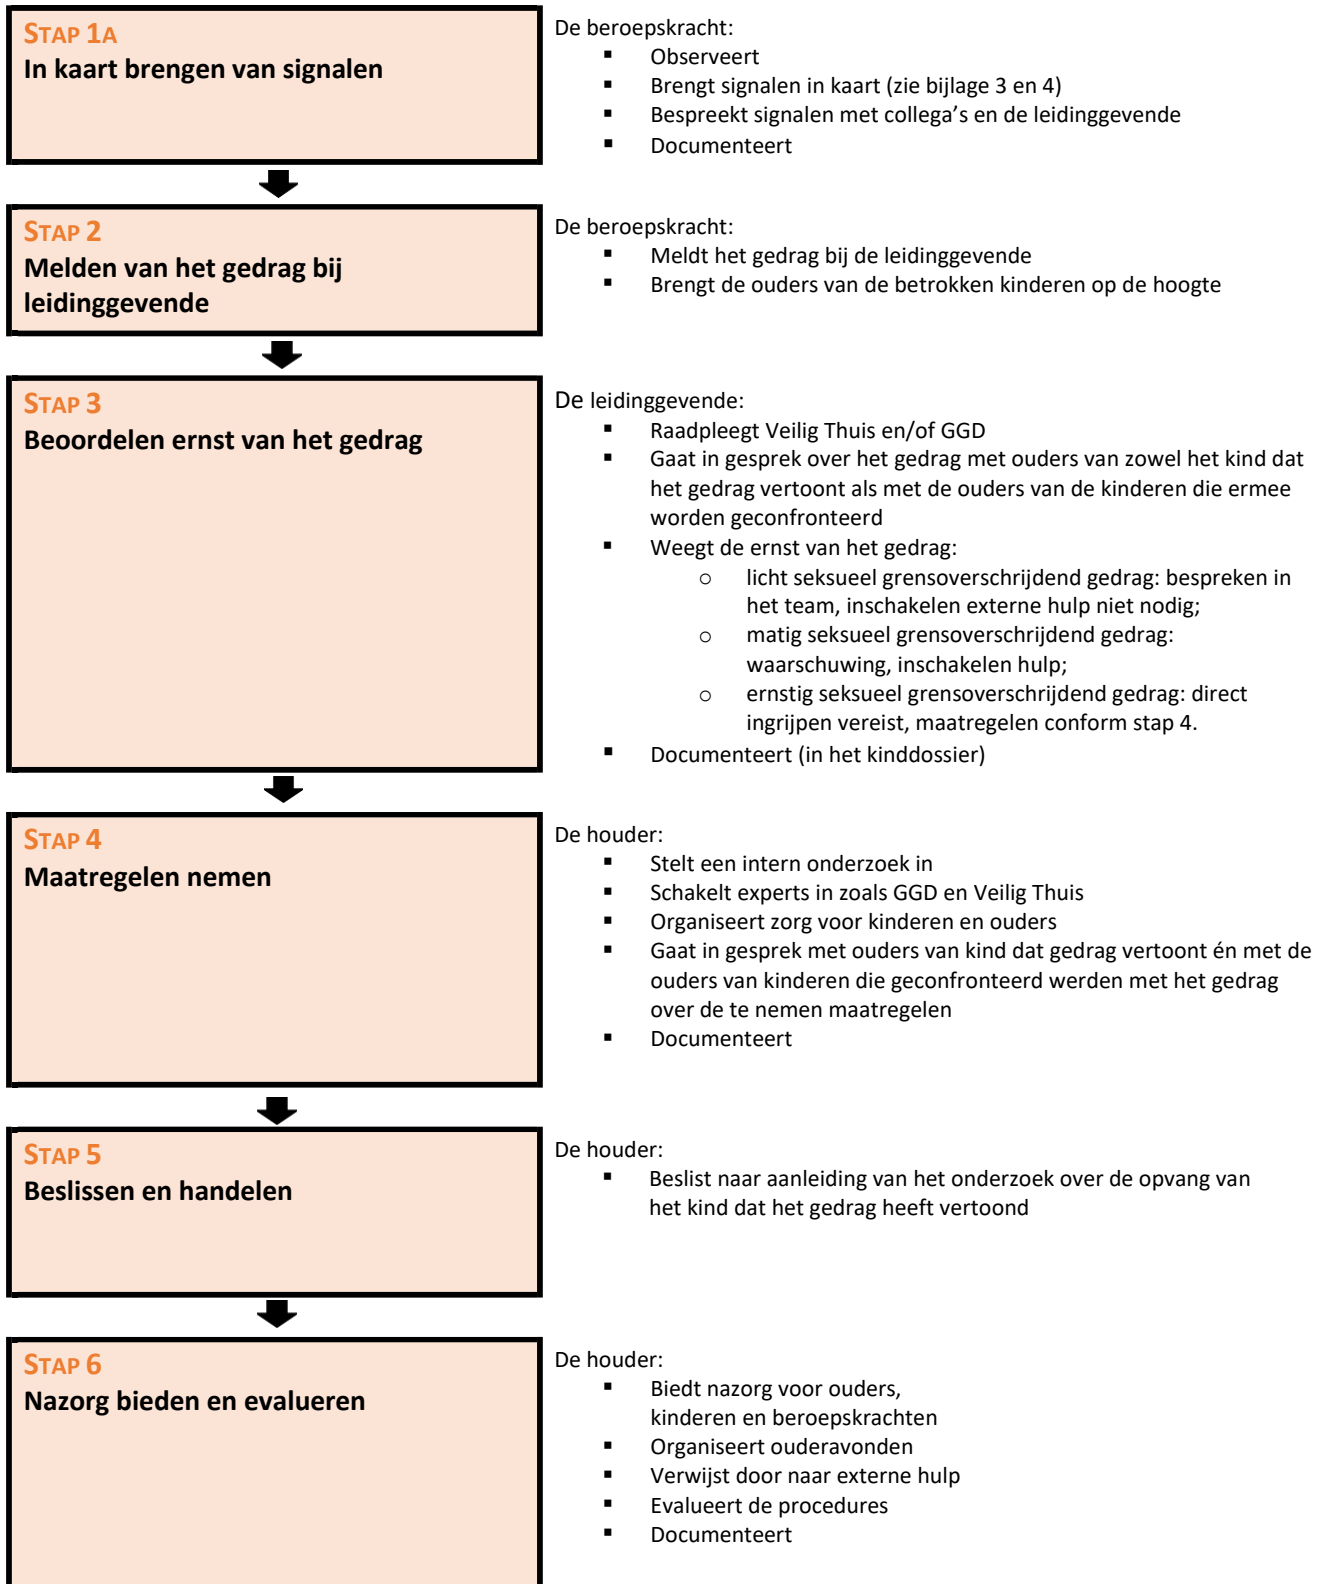 STAP 1A
In kaart brengen van signalen
De beroepskracht:
▪ Observeert
▪ Brengt signalen in kaart (zie bijlage 3 en 4)
▪ Bespreekt signalen met collega’s en de leidinggevende
▪ Documenteert
STAP 2
Melden van het gedrag bij
leidinggevende
De beroepskracht:
▪ Meldt het gedrag bij de leidinggevende
▪ Brengt de ouders van de betrokken kinderen op de hoogte
STAP 3
Beoordelen ernst van het gedrag
De leidinggevende:
▪ Raadpleegt Veilig Thuis en/of GGD
▪ Gaat in gesprek over het gedrag met ouders van zowel het kind dat
het gedrag vertoont als met de ouders van de kinderen die ermee
worden geconfronteerd
▪ Weegt de ernst van het gedrag:
o licht seksueel grensoverschrijdend gedrag: bespreken in
het team, inschakelen externe hulp niet nodig;
o matig seksueel grensoverschrijdend gedrag:
waarschuwing, inschakelen hulp;
o ernstig seksueel grensoverschrijdend gedrag: direct
ingrijpen vereist, maatregelen conform stap 4.
▪ Documenteert (in het kinddossier)
STAP 4
Maatregelen nemen
De houder:
▪ Stelt een intern onderzoek in
▪ Schakelt experts in zoals GGD en Veilig Thuis
▪ Organiseert zorg voor kinderen en ouders
▪ Gaat in gesprek met ouders van kind dat gedrag vertoont én met de
ouders van kinderen die geconfronteerd werden met het gedrag
over de te nemen maatregelen
▪ Documenteert
STAP 5
Beslissen en handelen
De houder:
▪ Beslist naar aanleiding van het onderzoek over de opvang van
het kind dat het gedrag heeft vertoond
STAP 6
Nazorg bieden en evalueren
De houder:
▪ Biedt nazorg voor ouders,
kinderen en beroepskrachten
▪ Organiseert ouderavonden
▪ Verwijst door naar externe hulp
▪ Evalueert de procedures
▪ Documenteert